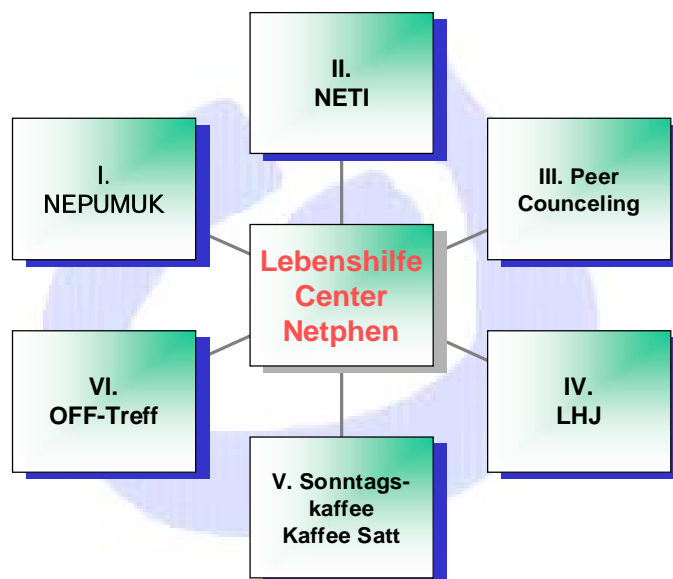 II.
NETI
I.
NEPUMUK
III. Peer
Counceling
Lebenshilfe
Center
Netphen
VI.
OFF-Treff
IV.
LHJ
V. Sonntags-
kaffee
Kaffee Satt